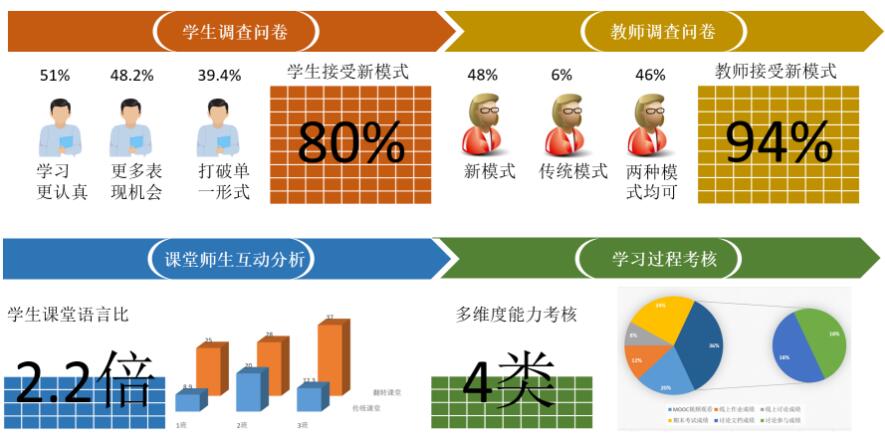 学生调查问卷
教师调查问卷
51%
48.2%
39.4%
学生接受新模式
80%
学习
更认真
更多表
现机会
打破单
一形式
48%
6%
46%
教师接受新模式
94%
新模式
传统模式
两种模
式均可
课堂师生互动分析
学习过程考核
学生课堂语言比
2.2倍
8.9
25
20
26
12.3
37
翻转课堂
传统课堂
1班
2班
3班
多维度能力考核
4类
6%
12%
20%
36%
18%
18%
MOOC视频观看
线上作业成绩
线上讨论成绩
期末考试成绩
讨论文档成绩
讨论参与成绩